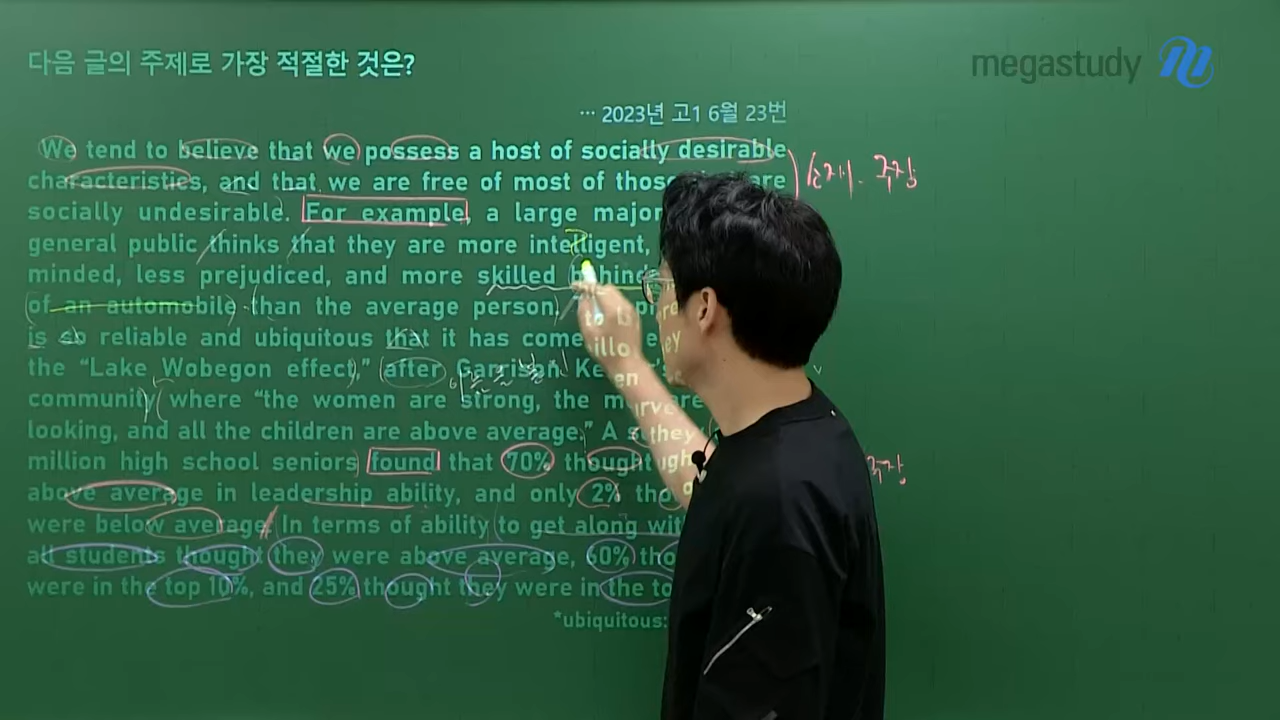 다음 글의 주제로 가장 적절한 것은?
megastudy
… 2023년 고1 6월 23번
We tend to believe that we possess a host of socially desirable
characteristics, and that we are free of most of those are
소재. 주장
socially undesirable. For example, a large major
general public thinks that they are more intelligent,
minded, less prejudiced, and more skilled behind
of an automobile than the average person.
is so reliable and ubiquitous that it has come
the “Lake Wobegon effect,” after Garrison Ke
community where “the women are strong, the m
looking, and all the children are above average.” A
million high school seniors found that 70% thought
주장
above average in leadership ability, and only 2%
were below average. In terms of ability to get along with
all students thought they were above average, 60%
were in the top 10%, and 25% thought they were in the to
*ubiquitous: